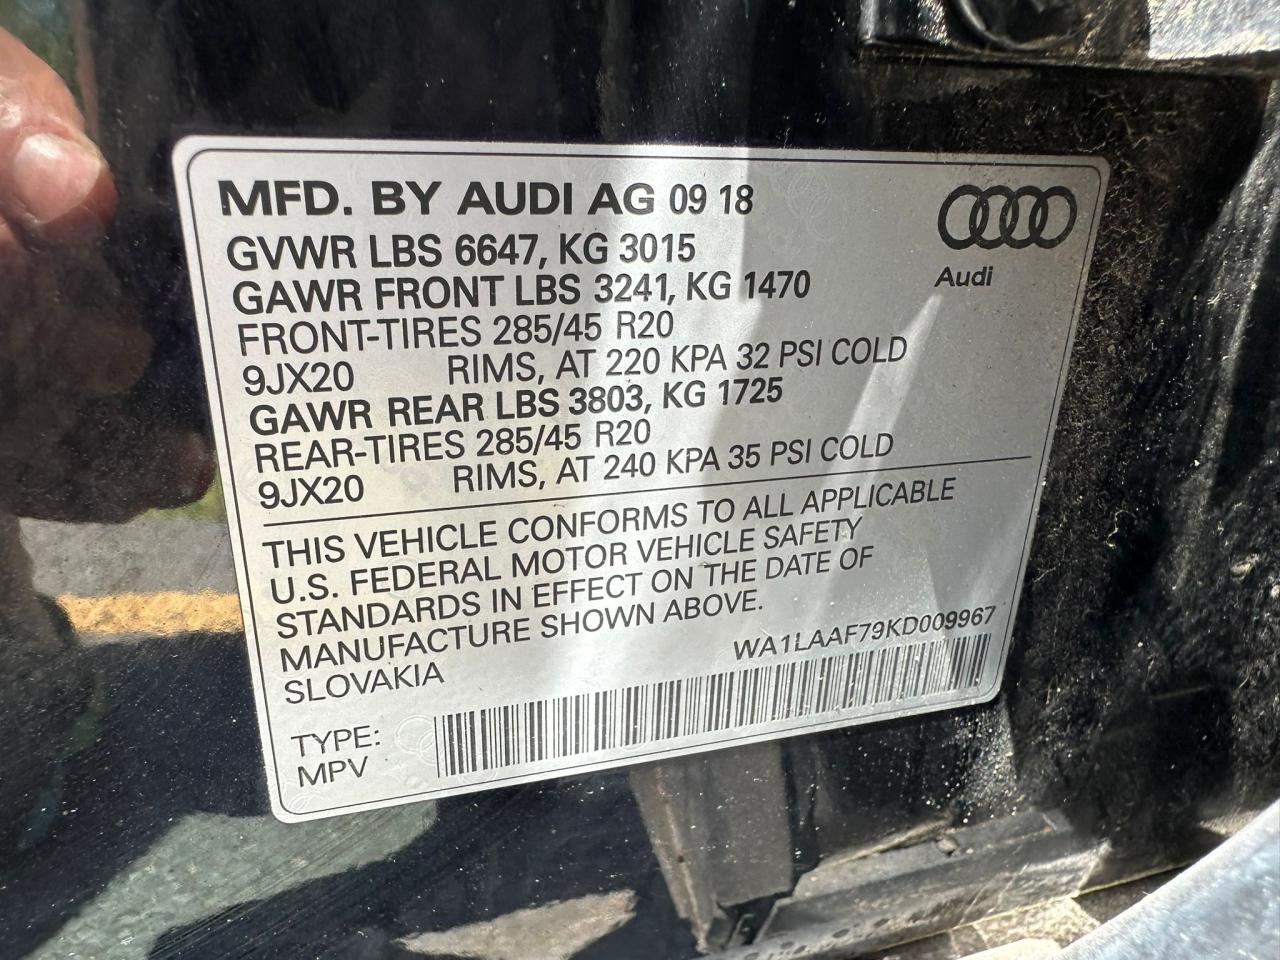 MFD. BY AUDI AG 09 18
GVWR LBS 6647, KG 3015
GAWR FRONT LBS 3241, KG 1470
FRONT-TIRES 285/45 R20
9JX20 RIMS, AT 220 KPA 32 PSI COLD
GAWR REAR LBS 3803, KG 1725
REAR-TIRES 285/45 R20
9JX20 RIMS, AT 240 KPA 35 PSI COLD
Audi
THIS VEHICLE CONFORMS TO ALL APPLICABLE
U.S. FEDERAL MOTOR VEHICLE SAFETY
STANDARDS IN EFFECT ON THE DATE OF
MANUFACTURE SHOWN ABOVE.
SLOVAKIA
WA1LAAF79KD009967
TYPE:
MPV